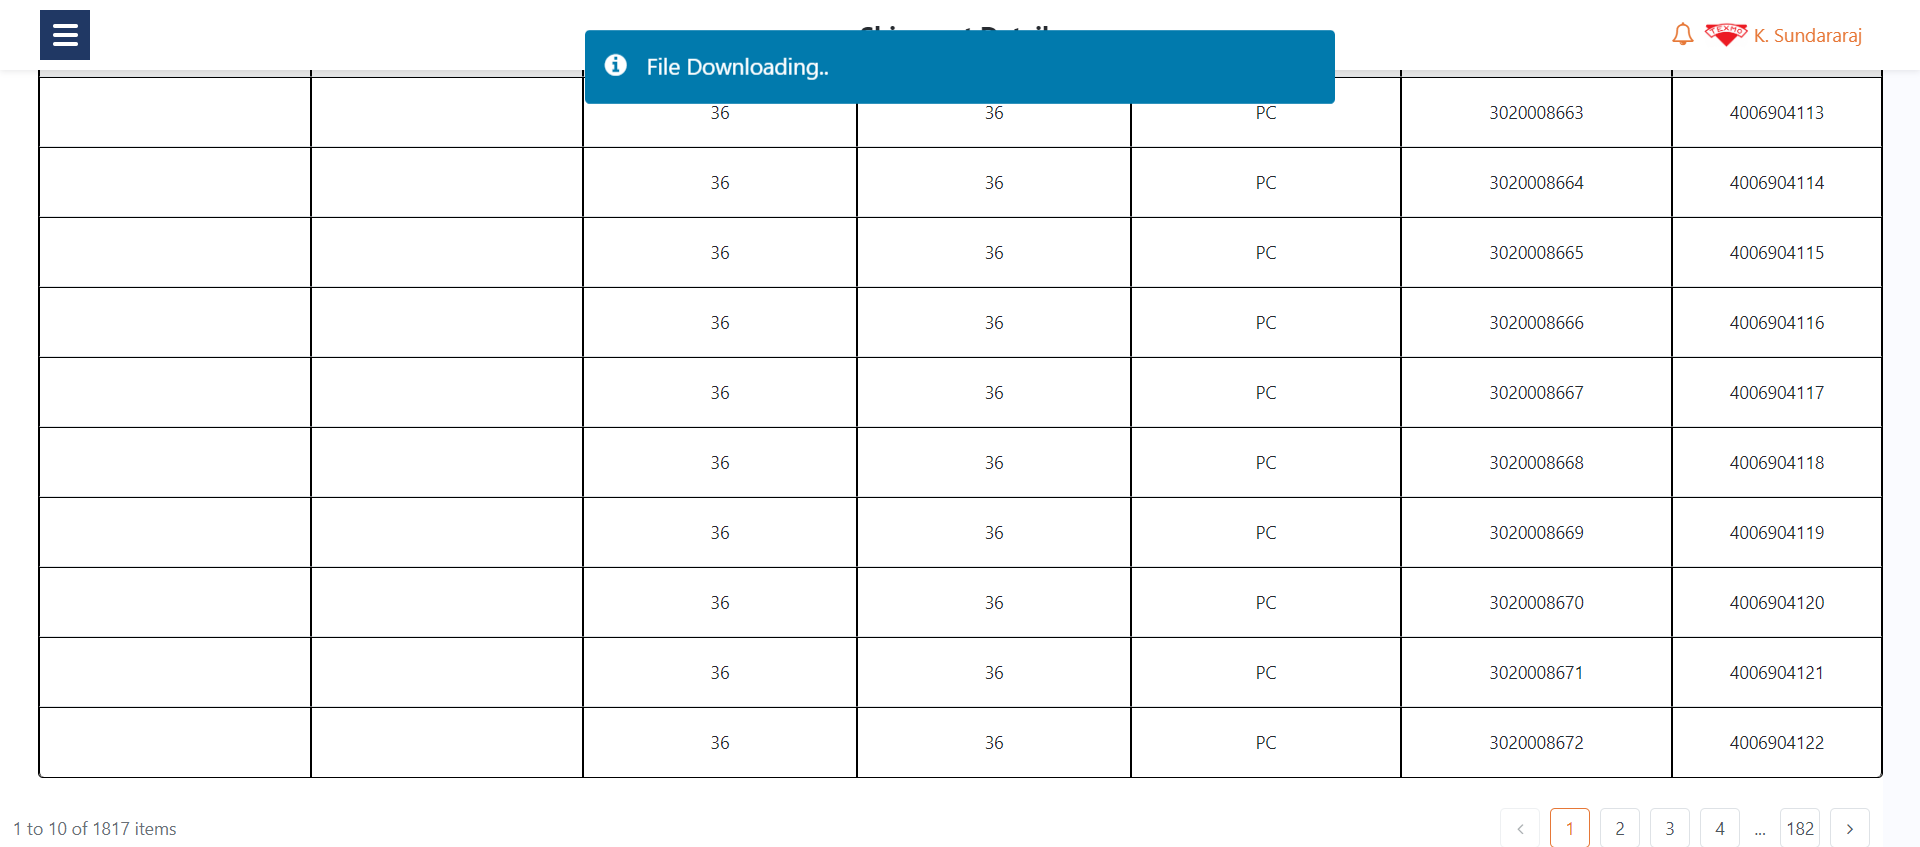 TEXMO
K. Sundararaj
File Downloading..
36 36 PC 3020008663 4006904113
36 36 PC 3020008664 4006904114
36 36 PC 3020008665 4006904115
36 36 PC 3020008666 4006904116
36 36 PC 3020008667 4006904117
36 36 PC 3020008668 4006904118
36 36 PC 3020008669 4006904119
36 36 PC 3020008670 4006904120
36 36 PC 3020008671 4006904121
36 36 PC 3020008672 4006904122
1 to 10 of 1817 items
< 1 2 3 4 ... 182 >